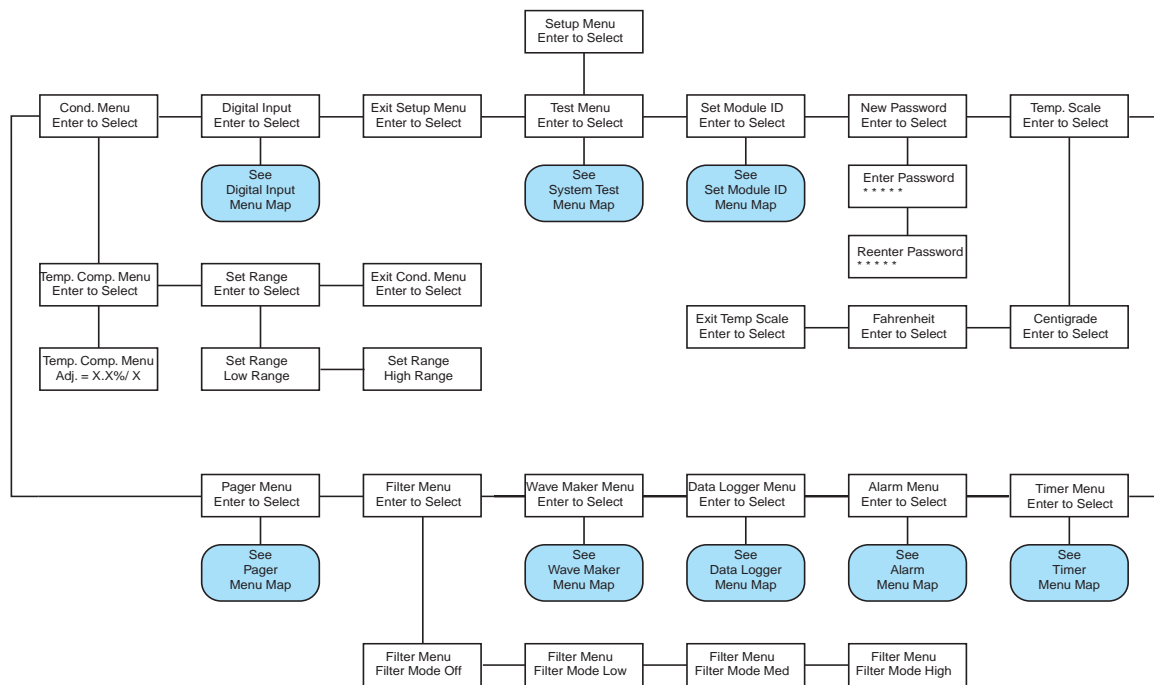 Setup Menu
Enter to Select
Cond. Menu
Enter to Select
Digital Input
Enter to Select
Exit Setup Menu
Enter to Select
Test Menu
Enter to Select
Set Module ID
Enter to Select
New Password
Enter to Select
Temp. Scale
Enter to Select
See
Digital Input
Menu Map
See
System Test
Menu Map
See
Set Module ID
Menu Map
Enter Password
* * * * *
Reenter Password
* * * * *
Temp. Comp. Menu
Enter to Select
Set Range
Enter to Select
Exit Cond. Menu
Enter to Select
Exit Temp Scale
Enter to Select
Fahrenheit
Enter to Select
Centigrade
Enter to Select
Temp. Comp. Menu
Adj. = X.X%/ X
Set Range
Low Range
Set Range
High Range
Pager Menu
Enter to Select
Filter Menu
Enter to Select
Wave Maker Menu
Enter to Select
Data Logger Menu
Enter to Select
Alarm Menu
Enter to Select
Timer Menu
Enter to Select
See
Pager
Menu Map
See
Wave Maker
Menu Map
See
Data Logger
Menu Map
See
Alarm
Menu Map
See
Timer
Menu Map
Filter Menu
Filter Mode Off
Filter Menu
Filter Mode Low
Filter Menu
Filter Mode Med
Filter Menu
Filter Mode High